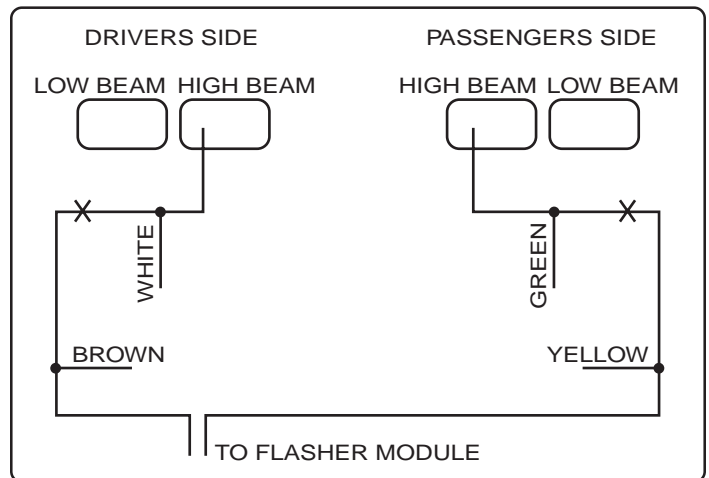 DRIVERS SIDE
PASSENGERS SIDE
LOW BEAM HIGH BEAM
HIGH BEAM LOW BEAM
WHITE
GREEN
BROWN
YELLOW
TO FLASHER MODULE